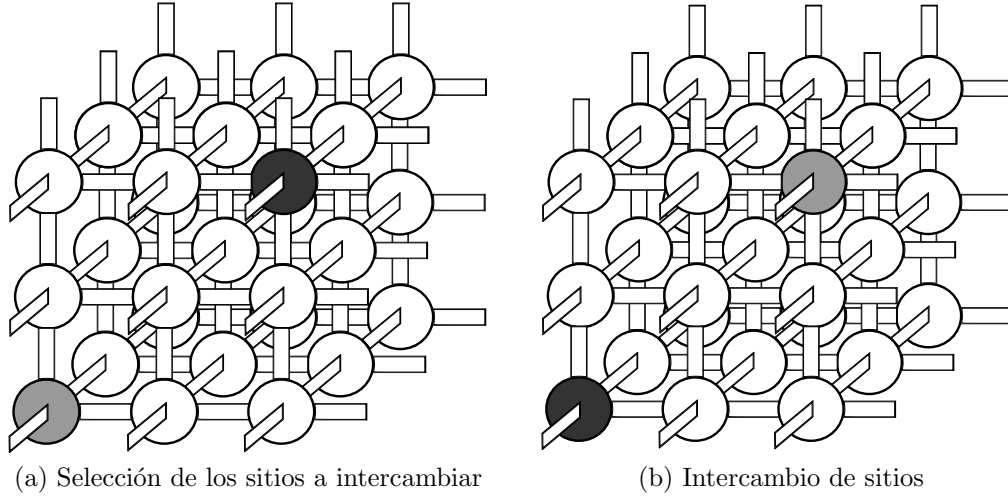 (a) Selección de los sitios a intercambiar
(b) Intercambio de sitios